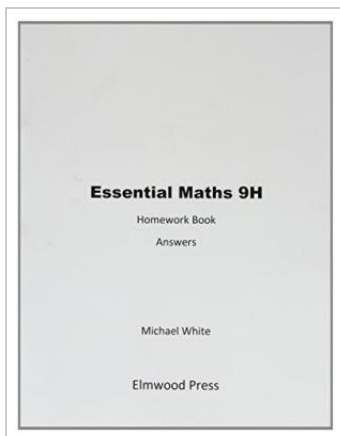 Essential Maths 9H
Homework Book
Answers
Michael White
Elmwood Press